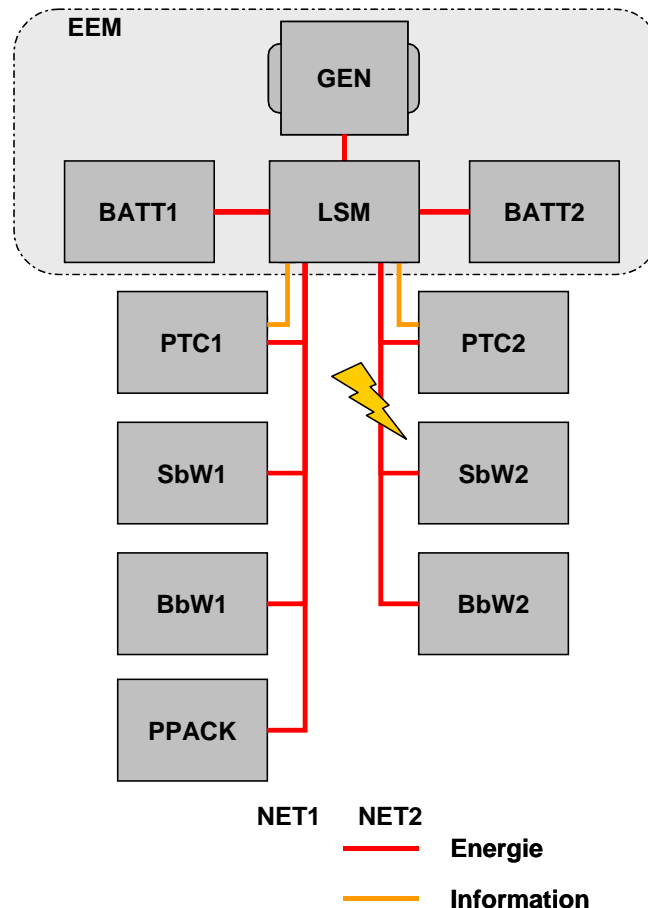 EEM
GEN
BATT1
LSM
BATT2
PTC1
PTC2
SbW1
SbW2
BbW1
BbW2
PPACK
NET1
NET2
Energie
Information